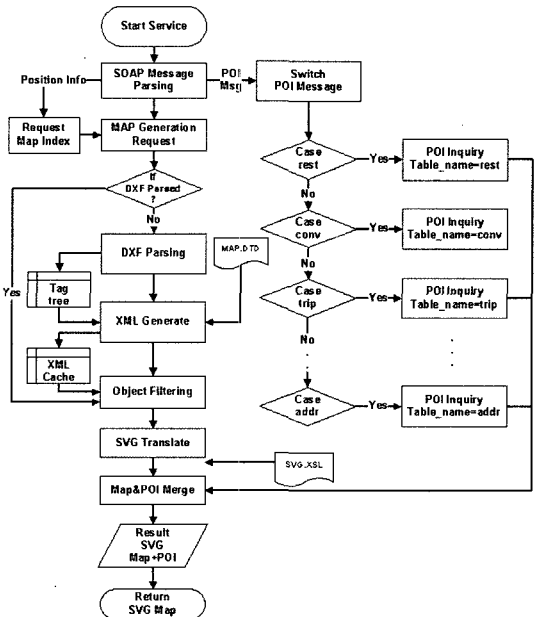 Start Service
Position Info
SOAP Message
Parsing
POI
Msg
Switch
POI Message
Request
Map Index
MAP Generation
Request
Case
rest
Yes
POI Inquiry
Table_name=rest
If
DXF Parsed
?
No
No
Case
conv
Yes
POI Inquiry
Table_name=conv
DXF Parsing
MAP.DTD
No
Yes
Tag
tree
Case
trip
Yes
POI Inquiry
Table_name=trip
XML Generate
No
XML
Cache
Object Filtering
Case
addr
Yes
POI Inquiry
Table_name=addr
SVG Translate
SVG.XSL
Map&POI Merge
Result
SVG
Map+POI
Return
SVG Map